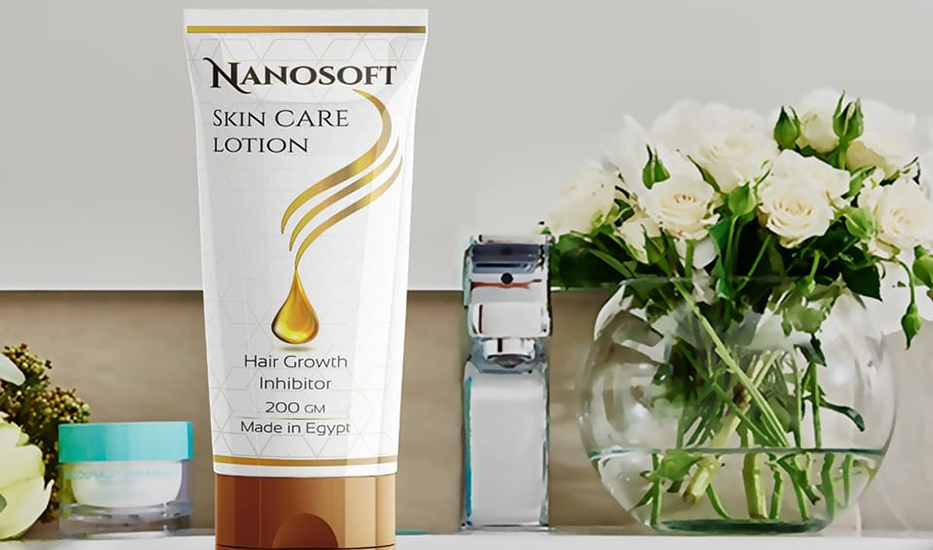 NANOSOFT
SKIN CARE
LOTION
Hair Growth
Inhibitor
200 GM
Made in Egypt